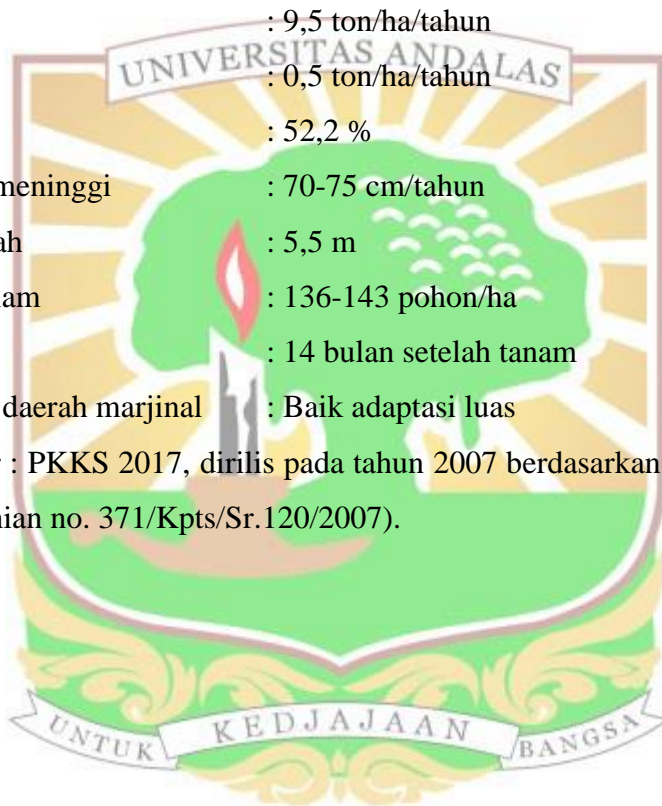 : 9,5 ton/ha/tahun
UNIVERSITAS ANDALAS
: 0,5 ton/ha/tahun
: 52,2 %
meninggi : 70-75 cm/tahun
ah : 5,5 m
am : 136-143 pohon/ha
: 14 bulan setelah tanam
daerah marjinal : Baik adaptasi luas
: PKKS 2017, dirilis pada tahun 2007 berdasarkan
nian no. 371/Kpts/Sr.120/2007).
UNTUK KEDJAJAAN BANGSA